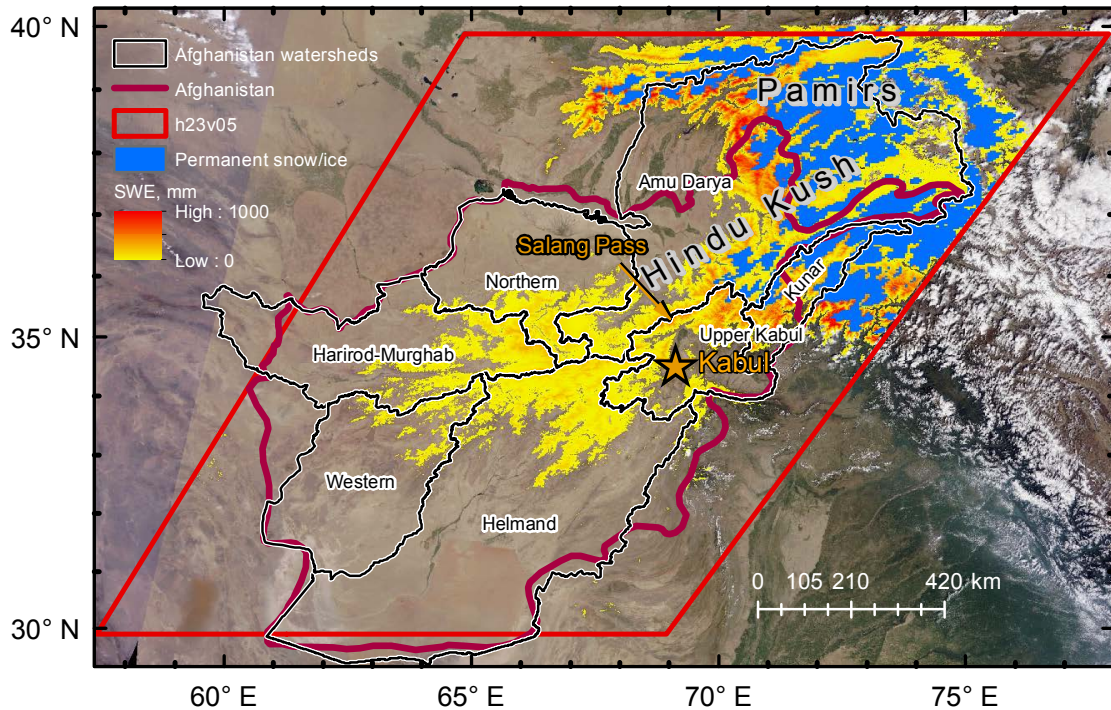 40° N
35° N
30° N
Afghanistan watersheds
Afghanistan
h23v05
Permanent snow/ice
SWE, mm
High : 1000
Low : 0
Pamirs
Hindu Kush
Amu Darya
Salang Pass
Northern
Kunar
Upper Kabul
Harirod-Murghab
Kabul
Western
Helmand
0 105 210 420 km
60° E 65° E 70° E 75° E